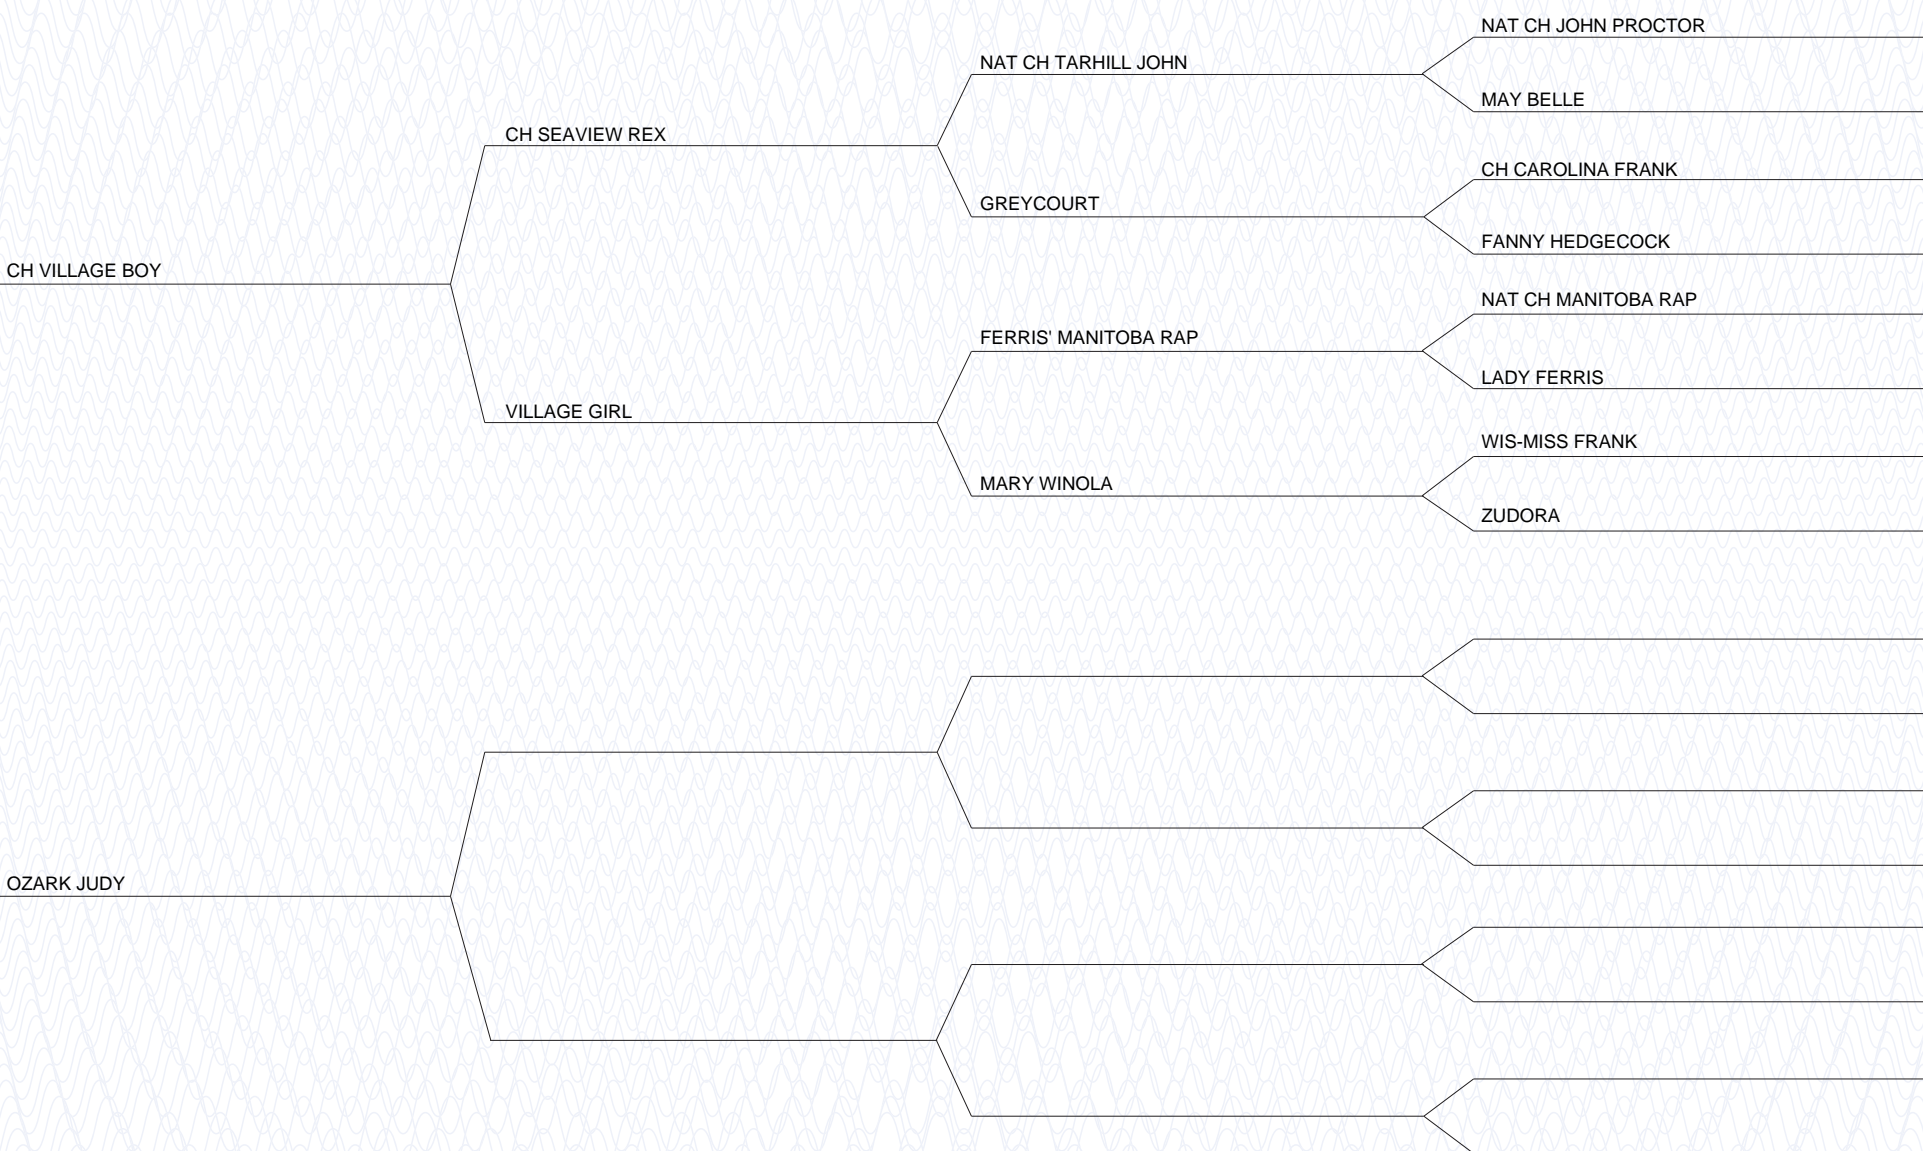 NAT CH JOHN PROCTOR
NAT CH TARHILL JOHN
MAY BELLE
CH SEAVIEW REX
CH CAROLINA FRANK
GREYCOURT
FANNY HEDGECOCK
CH VILLAGE BOY
NAT CH MANITOBA RAP
FERRIS' MANITOBA RAP
LADY FERRIS
VILLAGE GIRL
WIS-MISS FRANK
MARY WINOLA
ZUDORA
OZARK JUDY